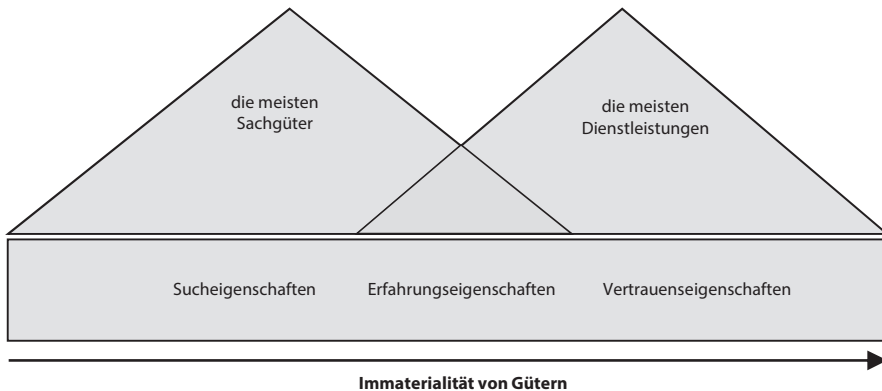 die meisten
Sachgüter
die meisten
Dienstleistungen
Sucheigenschaften
Erfahrungseigenschaften
Vertrauenseigenschaften
Immaterialität von Gütern